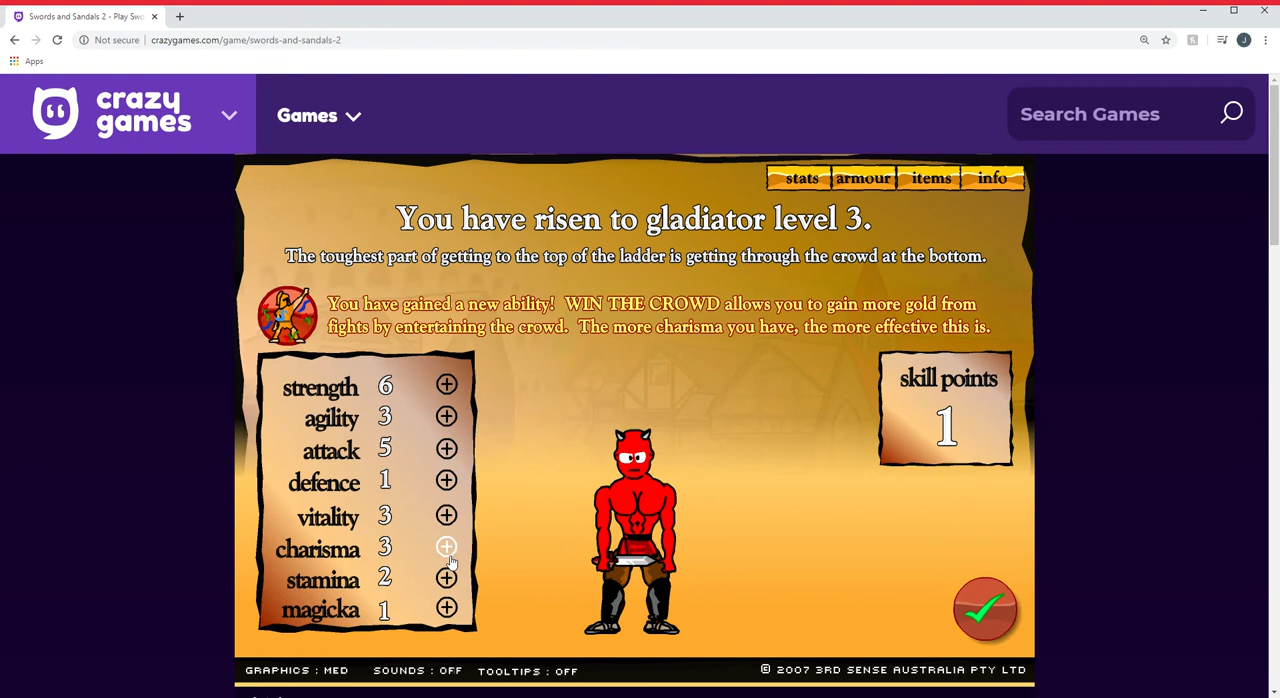 Swords and Sandals 2 - Play Swo
Not secure crazygames.com/game/swords-and-sandals-2
J
Apps
crazy games
Games
Search Games
stats armour items info
You have risen to gladiator level 3.
The toughest part of getting to the top of the ladder is getting through the crowd at the bottom.
You have gained a new ability! WIN THE CROWD allows you to gain more gold from
fights by entertaining the crowd. The more charisma you have, the more effective this is.
strength 6
agility 3
attack 5
defence 1
vitality 3
charisma 3
stamina 2
magicka 1
skill points
1
GRAPHICS : MED SOUNDS : OFF TOOLTIPS : OFF
© 2007 3RD SENSE AUSTRALIA PTY LTD